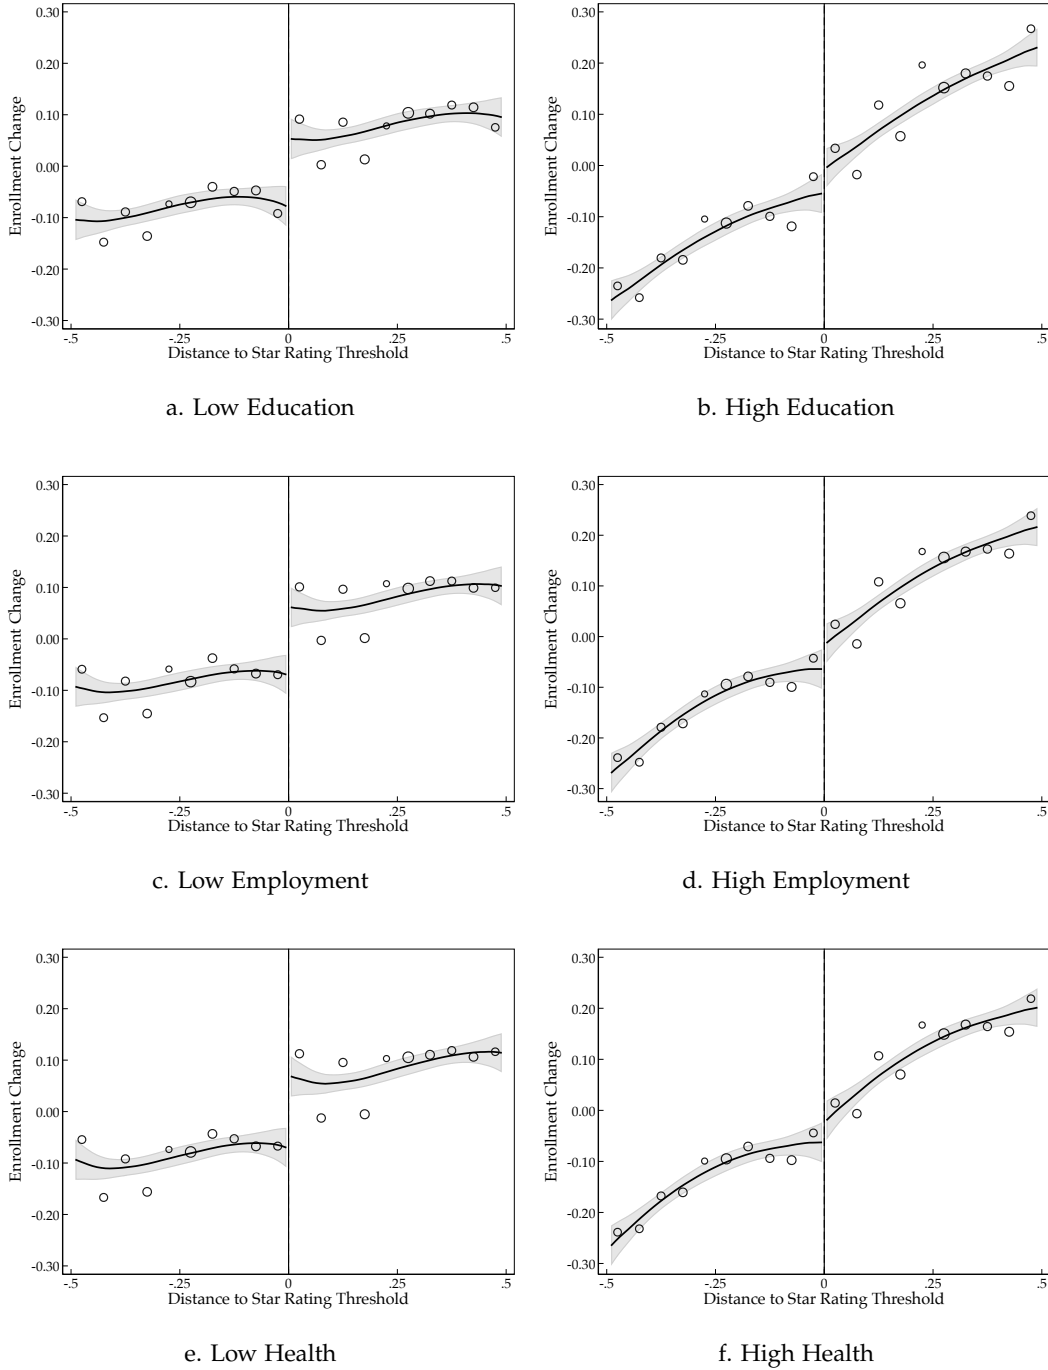 0.30
0.20
0.10
0.00
-0.10
-0.20
-0.30
Enrollment Change
-.5 -.25 0 .25 .5
Distance to Star Rating Threshold
a. Low Education
0.30
0.20
0.10
0.00
-0.10
-0.20
-0.30
Enrollment Change
-.5 -.25 0 .25 .5
Distance to Star Rating Threshold
b. High Education
0.30
0.20
0.10
0.00
-0.10
-0.20
-0.30
Enrollment Change
-.5 -.25 0 .25 .5
Distance to Star Rating Threshold
c. Low Employment
0.30
0.20
0.10
0.00
-0.10
-0.20
-0.30
Enrollment Change
-.5 -.25 0 .25 .5
Distance to Star Rating Threshold
d. High Employment
0.30
0.20
0.10
0.00
-0.10
-0.20
-0.30
Enrollment Change
-.5 -.25 0 .25 .5
Distance to Star Rating Threshold
e. Low Health
0.30
0.20
0.10
0.00
-0.10
-0.20
-0.30
Enrollment Change
-.5 -.25 0 .25 .5
Distance to Star Rating Threshold
f. High Health